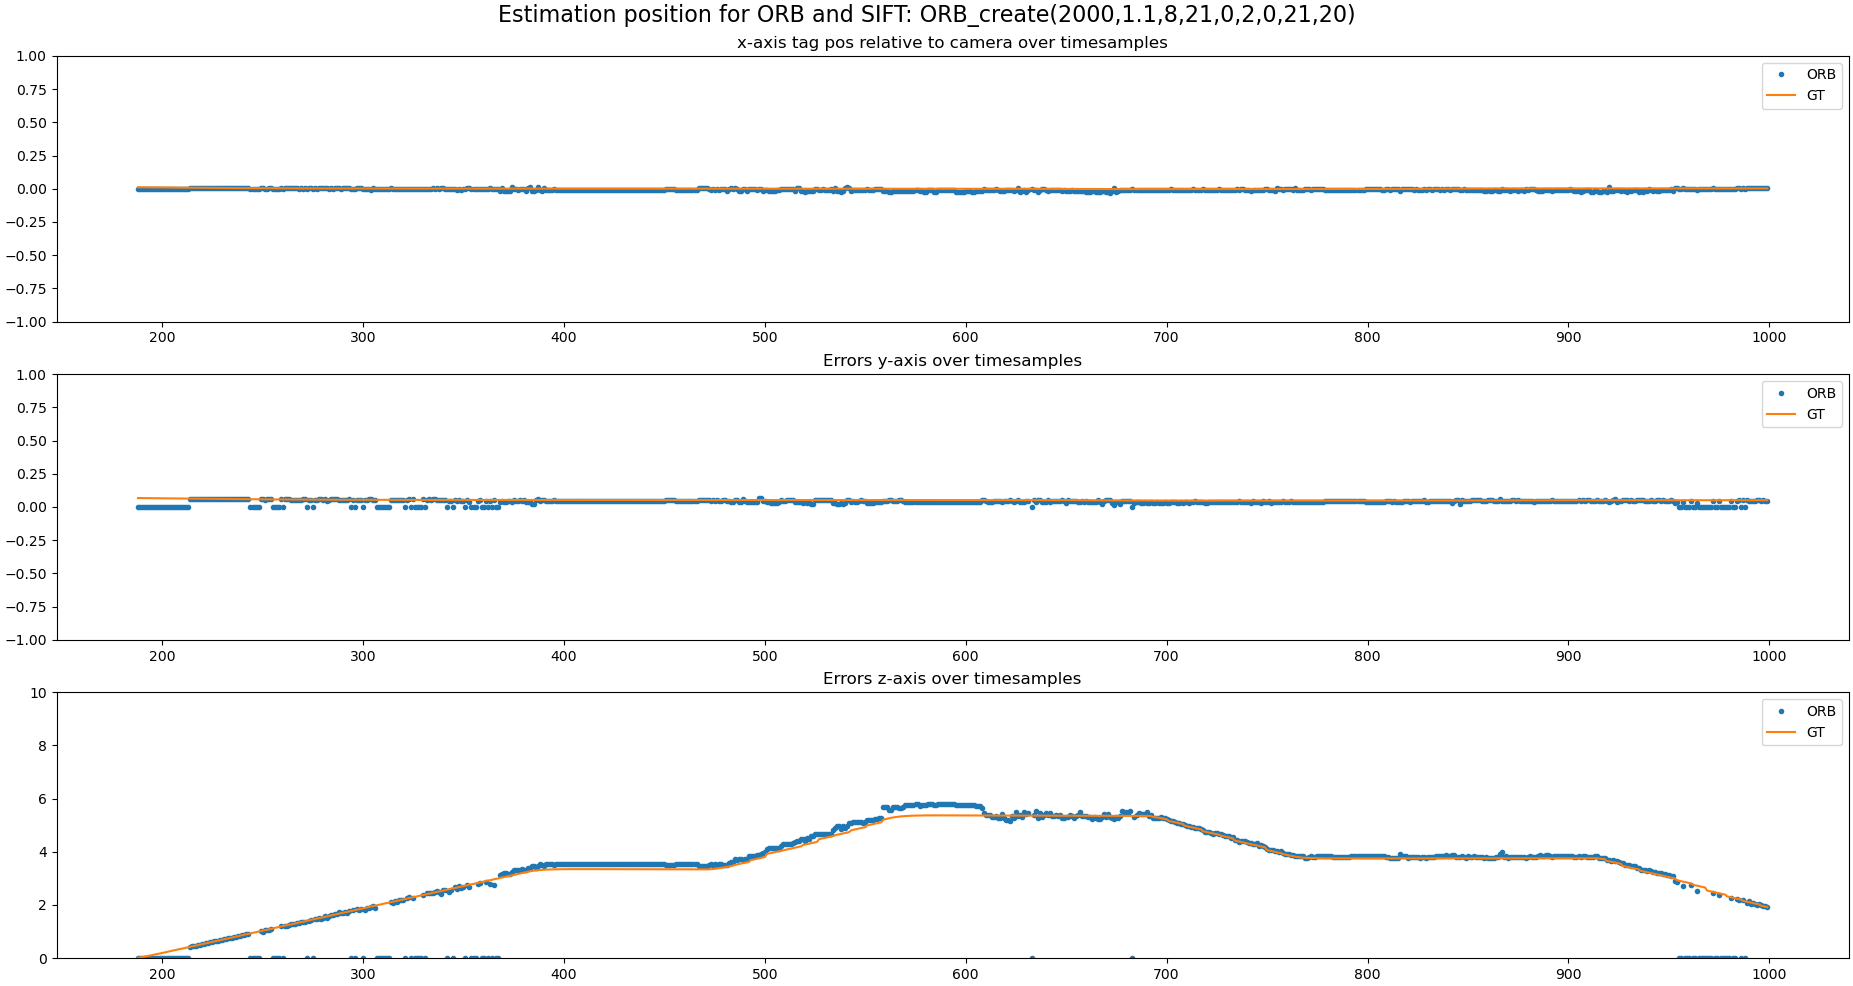 Estimation position for ORB and SIFT: ORB_create(2000,1.1,8,21,0,2,0,21,20)
x-axis tag pos relative to camera over timesamples
1.00
0.75
0.50
0.25
0.00
−0.25
−0.50
−0.75
−1.00
ORB
GT
200 300 400 500 600 700 800 900 1000
Errors y-axis over timesamples
1.00
0.75
0.50
0.25
0.00
−0.25
−0.50
−0.75
−1.00
ORB
GT
200 300 400 500 600 700 800 900 1000
Errors z-axis over timesamples
10
8
6
4
2
0
ORB
GT
200 300 400 500 600 700 800 900 1000